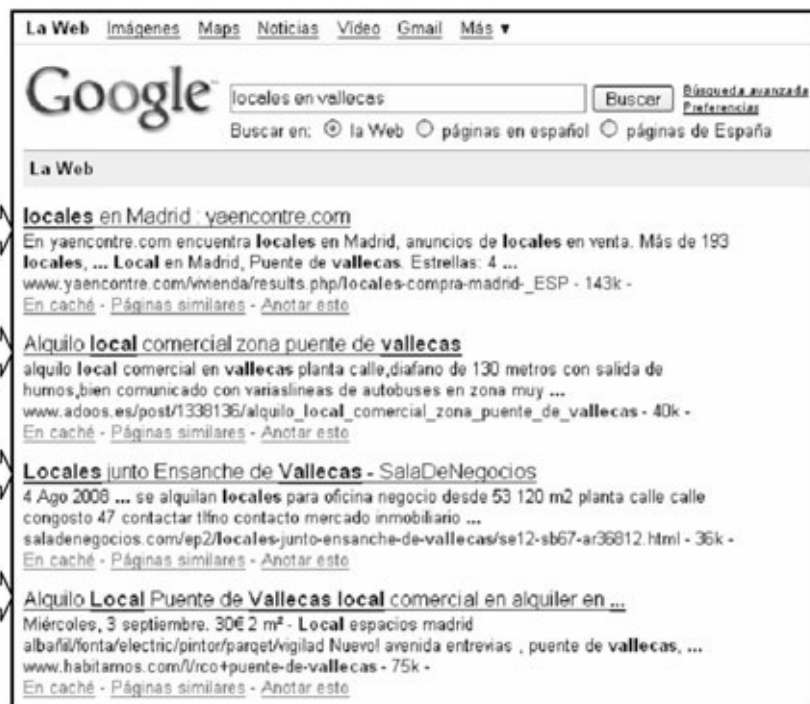 La Web Imágenes Maps Noticias Vídeo Gmail Más ▼
Google locales en vallecas Buscar Búsqueda avanzada
Preferencias
Buscar en: la Web páginas en español páginas de España
La Web
locales en Madrid : yaencontre.com
En yaencontre.com encuentra locales en Madrid, anuncios de locales en venta. Más de 193
locales, ... Local en Madrid, Puente de vallecas. Estrellas: 4 ...
www.yaencontre.com/vivienda/results.php/locales-compra-madrid-_ESP - 143k -
En caché - Páginas similares - Anotar esto
Alquilo local comercial zona puente de vallecas
alquilo local comercial en vallecas planta calle,diafano de 130 metros con salida de
humos,bien comunicado con variaslineas de autobuses en zona muy ...
www.adoos.es/post/1338136/alquilo_local_comercial_zona_puente_de_vallecas - 40k -
En caché - Páginas similares - Anotar esto
Locales junto Ensanche de Vallecas - SalaDeNegocios
4 Ago 2008 ... se alquilan locales para oficina negocio desde 53 120 m2 planta calle calle
congosto 47 contactar tlfno contacto mercado inmobiliario ...
saladenegocios.com/ep2/locales-junto-ensanche-de-vallecas/se12-sb67-ar36812.html - 36k -
En caché - Páginas similares - Anotar esto
Alquilo Local Puente de Vallecas local comercial en alquiler en ...
Miércoles, 3 septiembre. 30€ 2 m² - Local espacios madrid
albañil/fonta/electric/pintor/parqet/vigilad Nuevo! avenida entrevias , puente de vallecas, ...
www.habitamos.com/l/rco+puente-de-vallecas - 75k -
En caché - Páginas similares - Anotar esto